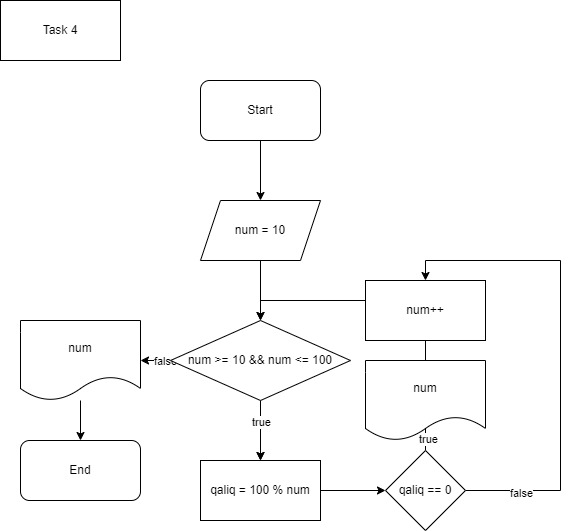 Task 4
Start
num = 10
num++
num
false
num >= 10 && num <= 100
num
true
true
End
qaliq = 100 % num
qaliq == 0
false